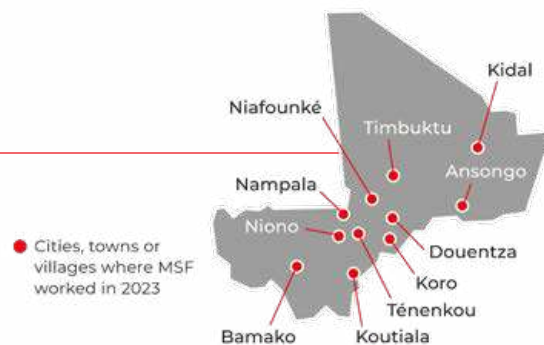 Kidal
Niafounké
Timbuktu
Ansongo
Nampala
Niono
Cities, towns or
villages where MSF
worked in 2023
Douentza
Koro
Ténenkou
Bamako
Koutiala